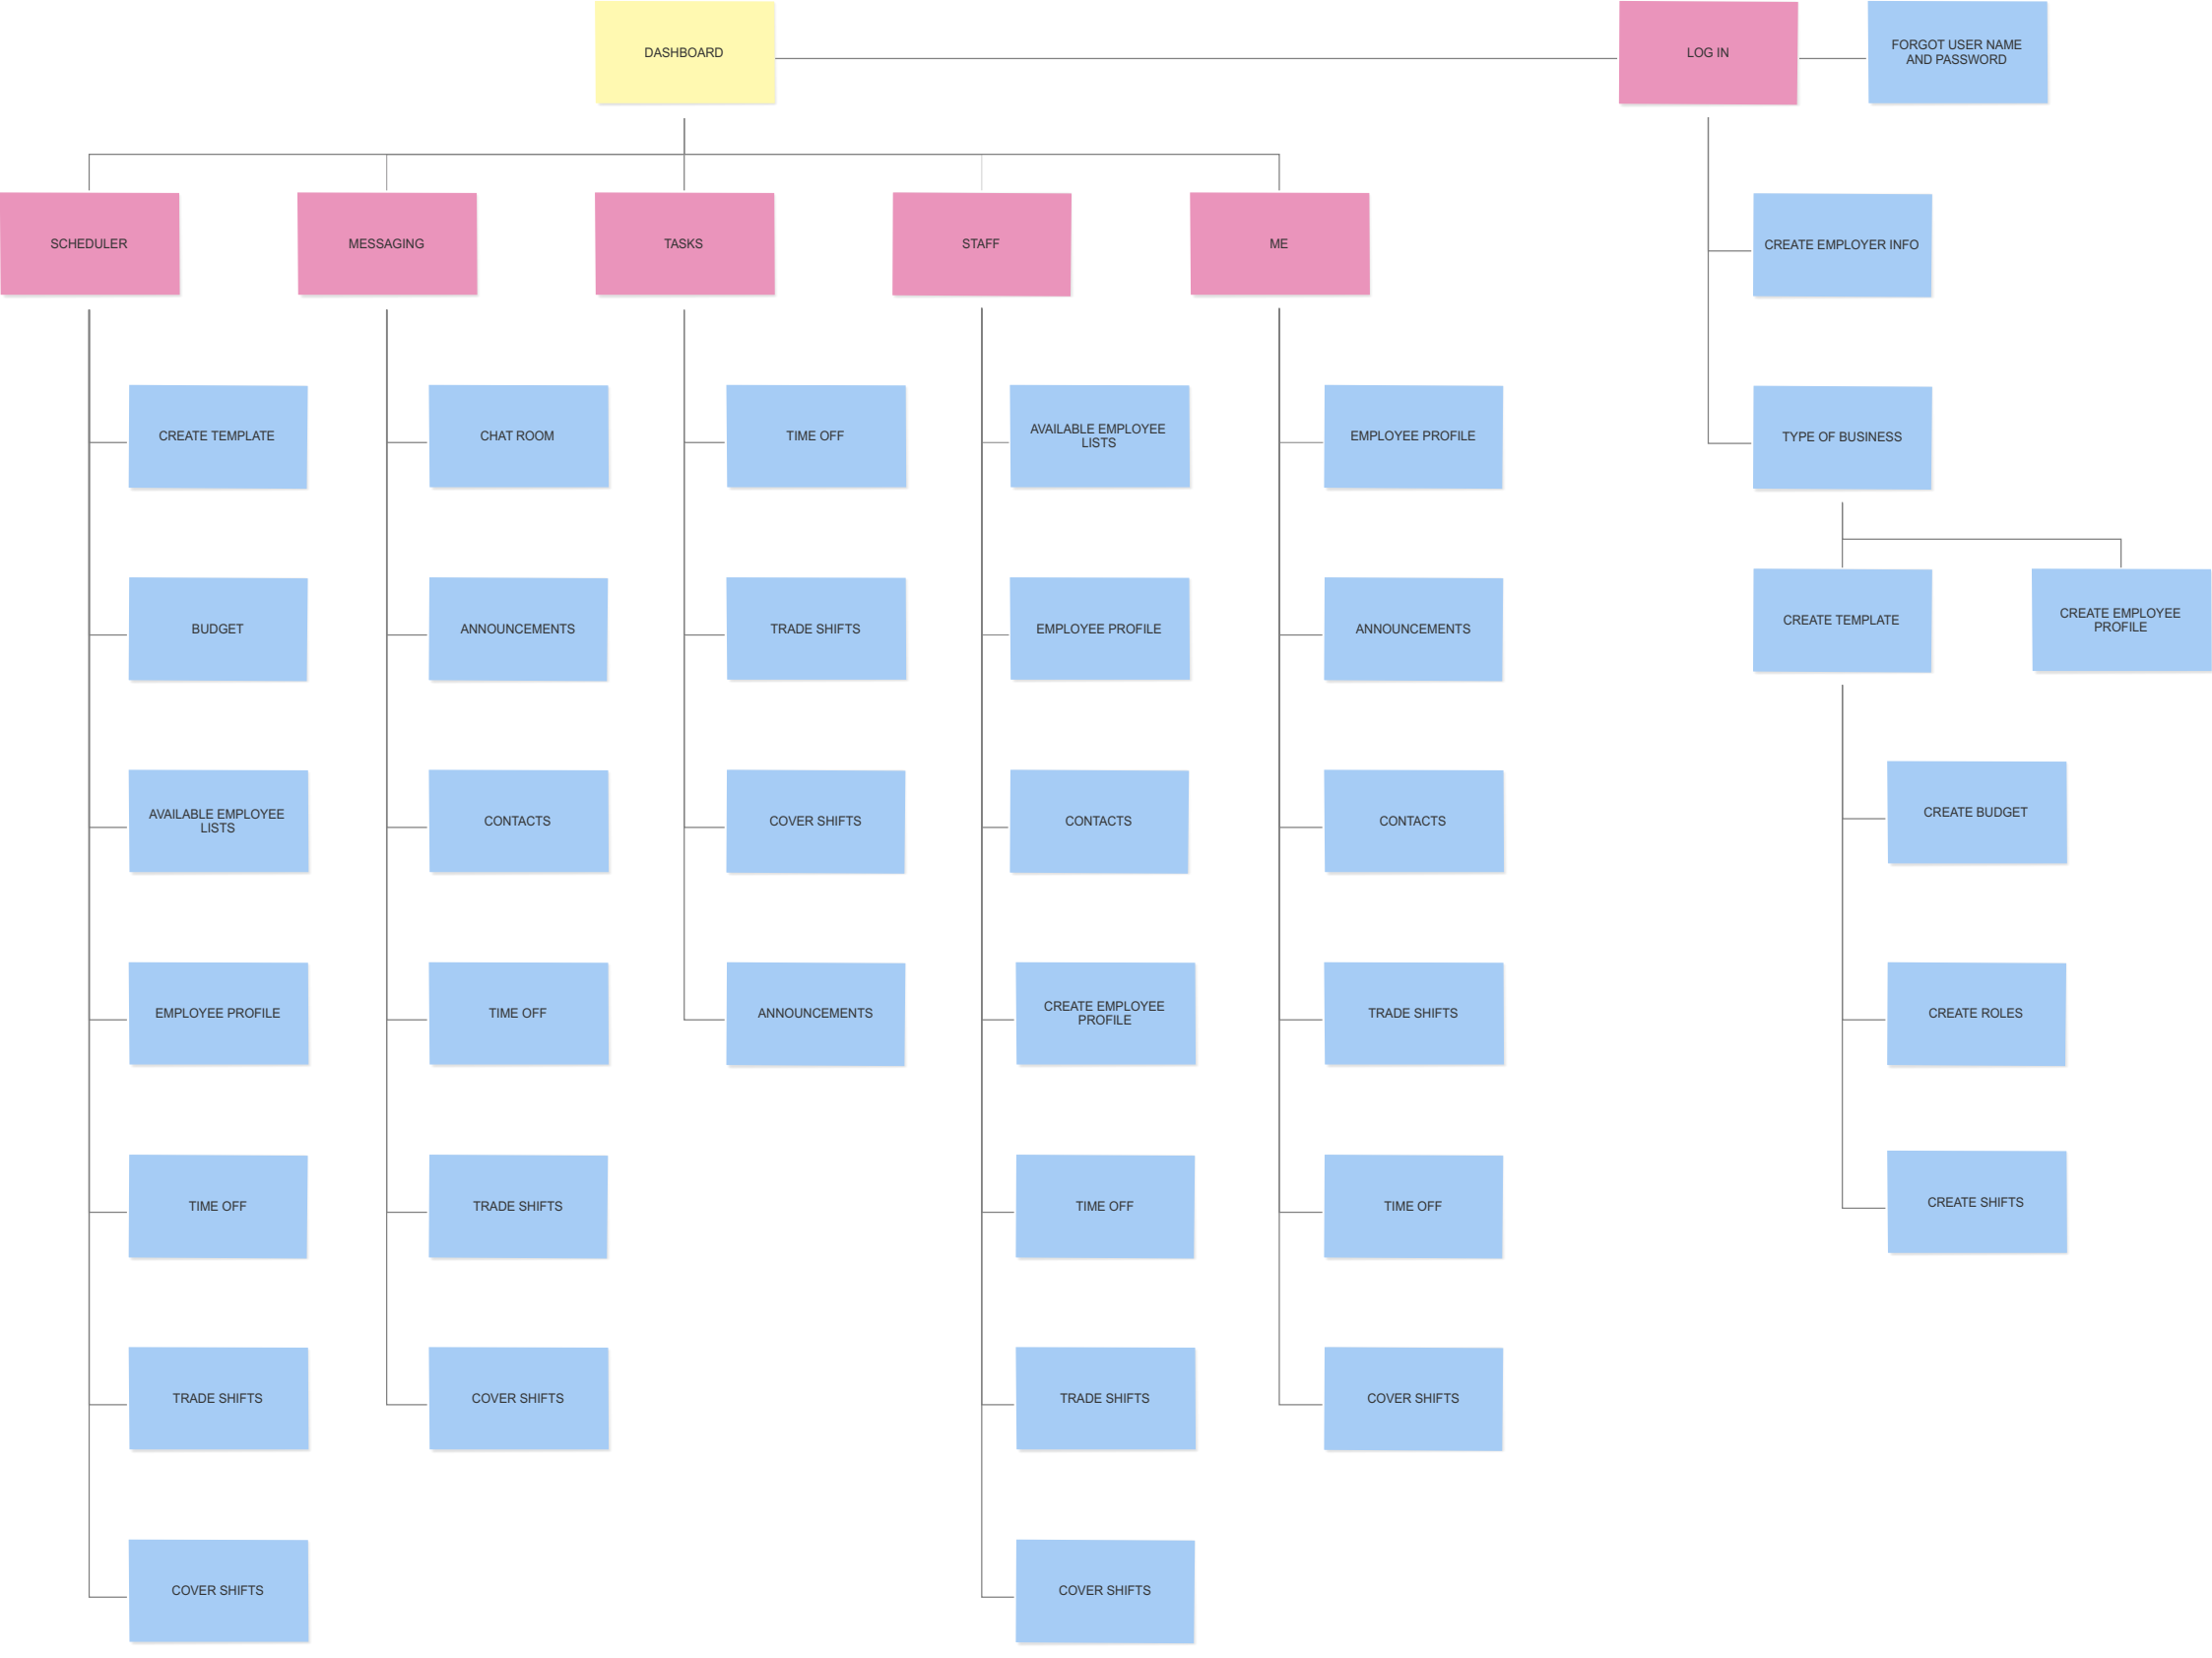 DASHBOARD
LOG IN
FORGOT USER NAME
AND PASSWORD
SCHEDULER
MESSAGING
TASKS
STAFF
ME
CREATE EMPLOYER INFO
CREATE TEMPLATE
CHAT ROOM
TIME OFF
AVAILABLE EMPLOYEE
LISTS
EMPLOYEE PROFILE
TYPE OF BUSINESS
BUDGET
ANNOUNCEMENTS
TRADE SHIFTS
EMPLOYEE PROFILE
ANNOUNCEMENTS
CREATE TEMPLATE
CREATE EMPLOYEE
PROFILE
AVAILABLE EMPLOYEE
LISTS
CONTACTS
COVER SHIFTS
CONTACTS
CONTACTS
CREATE BUDGET
EMPLOYEE PROFILE
TIME OFF
ANNOUNCEMENTS
CREATE EMPLOYEE
PROFILE
TRADE SHIFTS
CREATE ROLES
TIME OFF
TRADE SHIFTS
TIME OFF
TIME OFF
CREATE SHIFTS
TRADE SHIFTS
COVER SHIFTS
TRADE SHIFTS
COVER SHIFTS
COVER SHIFTS
COVER SHIFTS